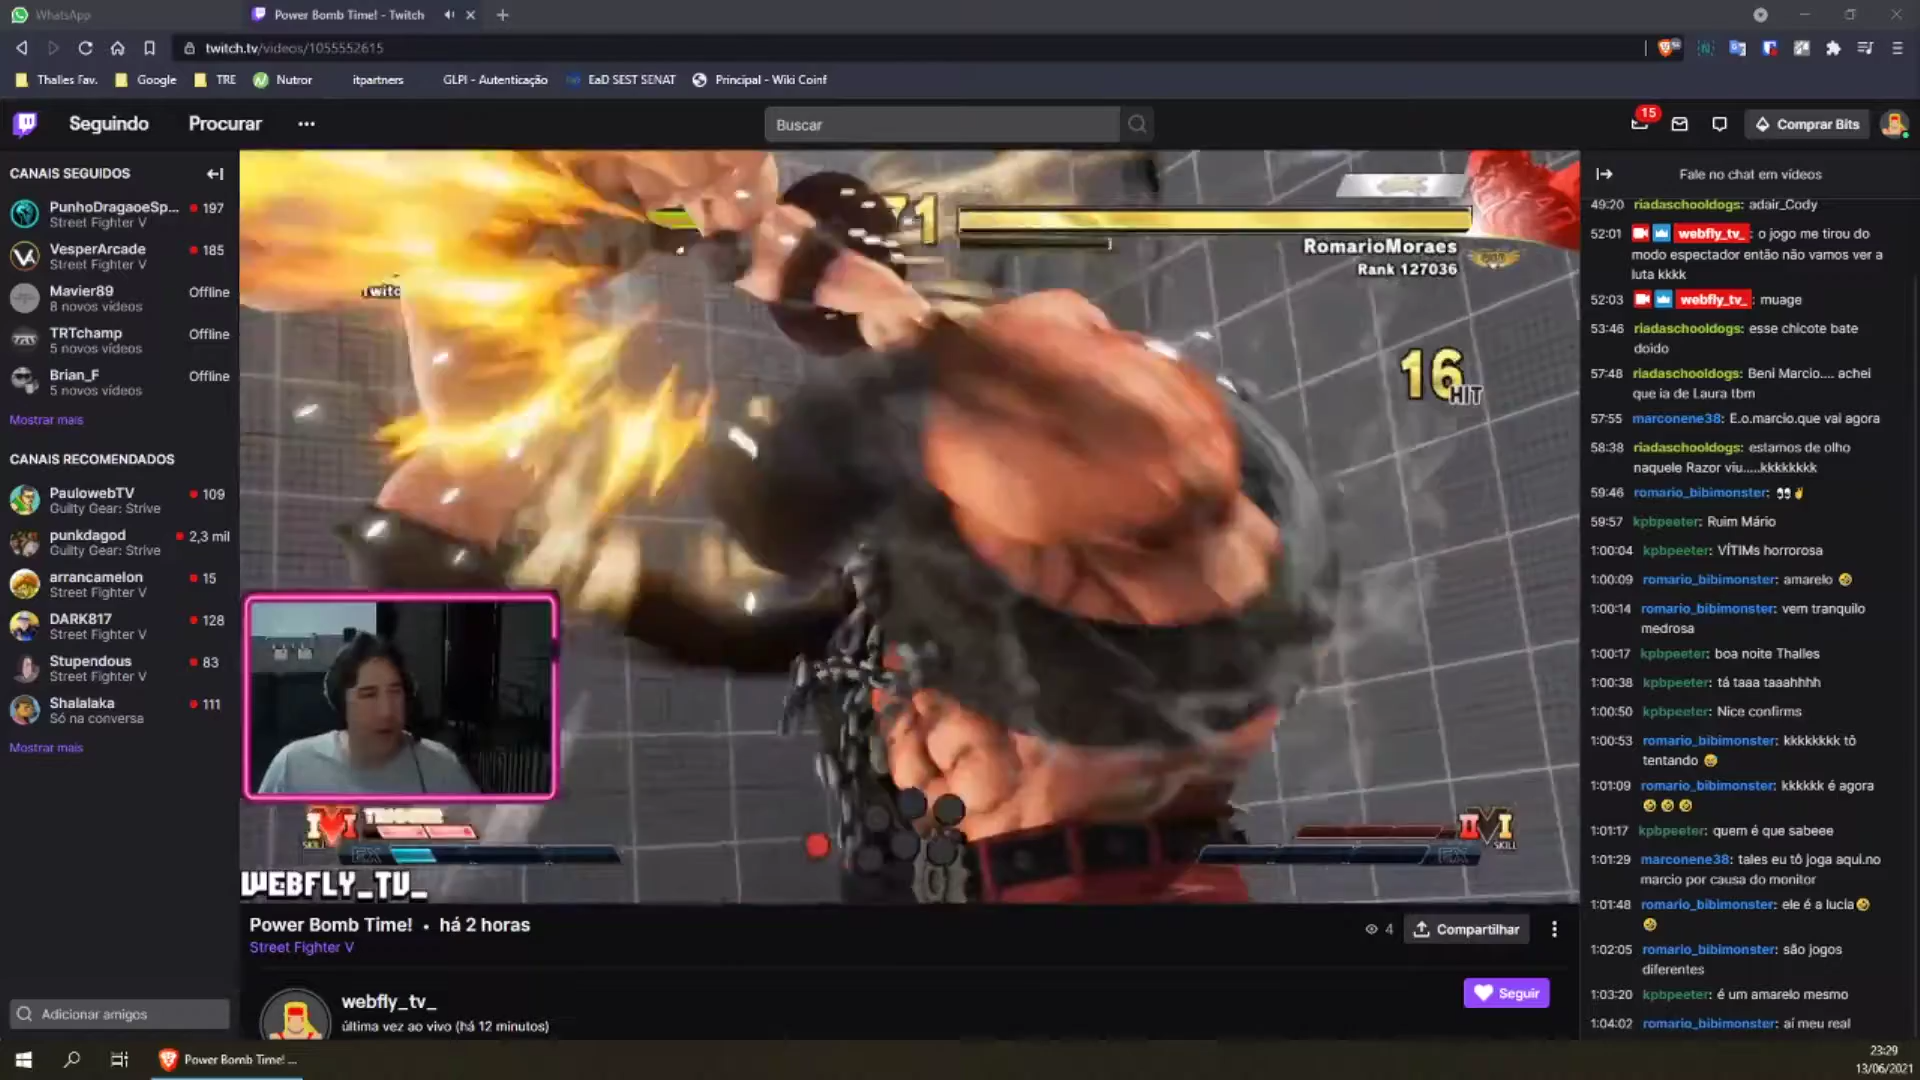 WhatsApp
Power Bomb Time! - Twitch
twitch.tv/videos/1055552615
Thalles Fav.
Google
TRE
Nutror
itpartners
GLPI - Autenticação
EaD SEST SENAT
Principal - Wiki Coinf
Seguindo
Procurar
Buscar
15
Comprar Bits
CANAIS SEGUIDOS
PunhoDragaoeSp... 197
Street Fighter V
VesperArcade 185
Street Fighter V
Mavier89 Offline
8 novos vídeos
TRTchamp Offline
5 novos vídeos
Brian_F Offline
5 novos vídeos
Mostrar mais
CANAIS RECOMENDADOS
PaulowebTV 109
Guilty Gear: Strive
punkdagod 2,3 mil
Guilty Gear: Strive
arrancamelon 15
Street Fighter V
DARK817 128
Street Fighter V
Stupendous 83
Street Fighter V
Shalalaka 111
Só na conversa
Mostrar mais
Adicionar amigos
71
RomarioMoraes
Rank 127036
16 HIT
TRIGGER
SKILL
EX
SKILL
EX
WEBFLY_TV_
Power Bomb Time! • há 2 horas
Street Fighter V
4
Compartilhar
webfly_tv_
última vez ao vivo (há 12 minutos)
Seguir
Fale no chat em vídeos
49:20 riadaschooldogs: adair_Cody
52:01 webfly_tv_ : o jogo me tirou do
modo espectador então não vamos ver a
luta kkkk
52:03 webfly_tv_ : muage
53:46 riadaschooldogs: esse chicote bate
doido
57:48 riadaschooldogs: Beni Marcio.... achei
que ia de Laura tbm
57:55 marconene38: E.o.marcio.que vai agora
58:38 riadaschooldogs: estamos de olho
naquele Razor viu.....kkkkkkkk
59:46 romario_bibimonster: 👀✌
59:57 kpbpeeter: Ruim Mário
1:00:04 kpbpeeter: VÍTIMs horrorosa
1:00:09 romario_bibimonster: amarelo 🤣
1:00:14 romario_bibimonster: vem tranquilo
medrosa
1:00:17 kpbpeeter: boa noite Thalles
1:00:38 kpbpeeter: tá taaa taaahhhh
1:00:50 kpbpeeter: Nice confirms
1:00:53 romario_bibimonster: kkkkkkkk tô
tentando 😅
1:01:09 romario_bibimonster: kkkkkk é agora
🤣 🤣 🤣
1:01:17 kpbpeeter: quem é que sabeee
1:01:29 marconene38: tales eu tô joga aqui.no
marcio por causa do monitor
1:01:48 romario_bibimonster: ele é a lucia🤣
🤣
1:02:05 romario_bibimonster: são jogos
diferentes
1:03:20 kpbpeeter: é um amarelo mesmo
1:04:02 romario_bibimonster: aí meu real
Power Bomb Time! ...
23:29
13/06/2021